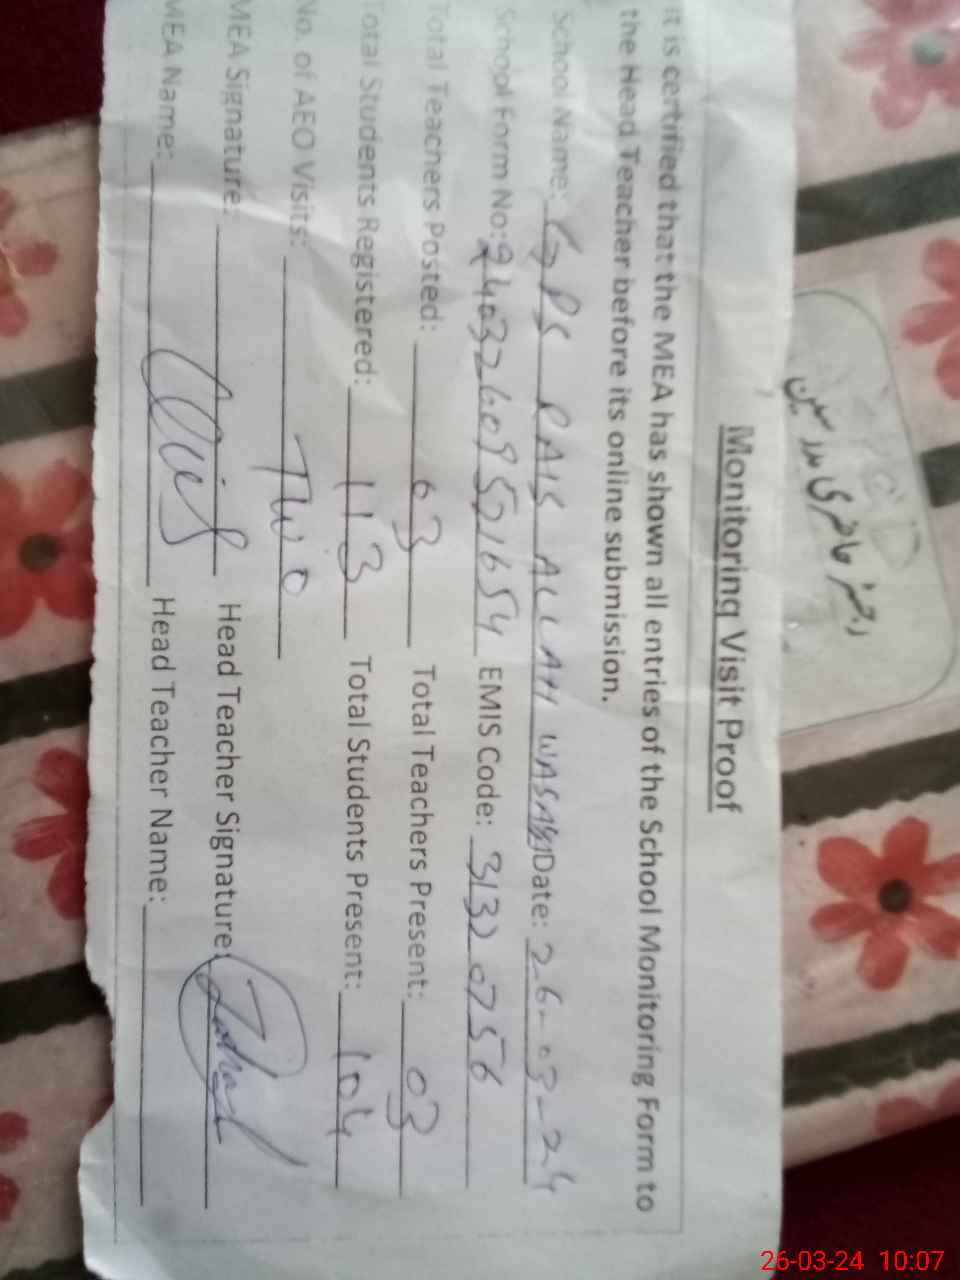 رجسٹر حاضری مدرسین
Monitoring Visit Proof
It is certified that the MEA has shown all entries of the School Monitoring Form to
the Head Teacher before its online submission.
School Name: GPS RAIS ALLAH WASAYA Date: 26-03-24
School Form No: EMIS Code: 31320756
Total Teachers Posted: 03 Total Teachers Present: 03
Total Students Registered: 113 Total Students Present: 104
No. of AEO Visits: Two
MEA Signature: Head Teacher Signature:
MEA Name: Head Teacher Name:
26-03-24 10:07